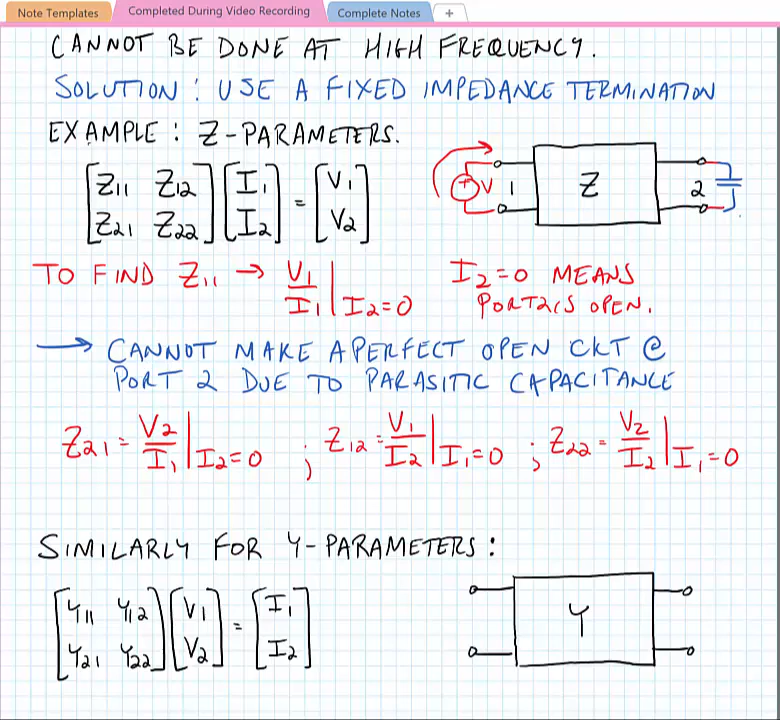 Note Templates Completed During Video Recording Complete Notes +
CANNOT BE DONE AT HIGH FREQUENCY.
SOLUTION: USE A FIXED IMPEDANCE TERMINATION
EXAMPLE: Z-PARAMETERS.
[Z11 Z12] [I1] = [V1]
[Z21 Z22] [I2] [V2]
+ V 1 Z 2
TO FIND Z11 → V1/I1 | I2=0
I2=0 MEANS
PORT 2 IS OPEN.
→ CANNOT MAKE A PERFECT OPEN CKT @
PORT 2 DUE TO PARASITIC CAPACITANCE
Z21 = V2/I1 | I2=0 ; Z12 = V1/I2 | I1=0 ; Z22 = V2/I2 | I1=0
SIMILARLY FOR Y-PARAMETERS:
[Y11 Y12] [V1] = [I1]
[Y21 Y22] [V2] [I2]
Y